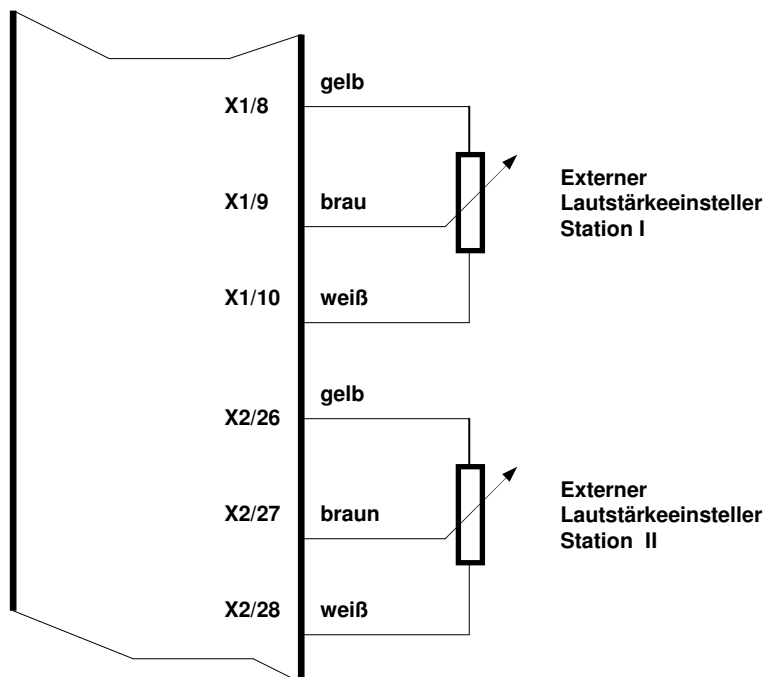 gelb
X1/8
X1/9 brau
Externer
Lautstärkeeinsteller
Station I
X1/10 weiß
gelb
X2/26
X2/27 braun
Externer
Lautstärkeeinsteller
Station II
X2/28 weiß